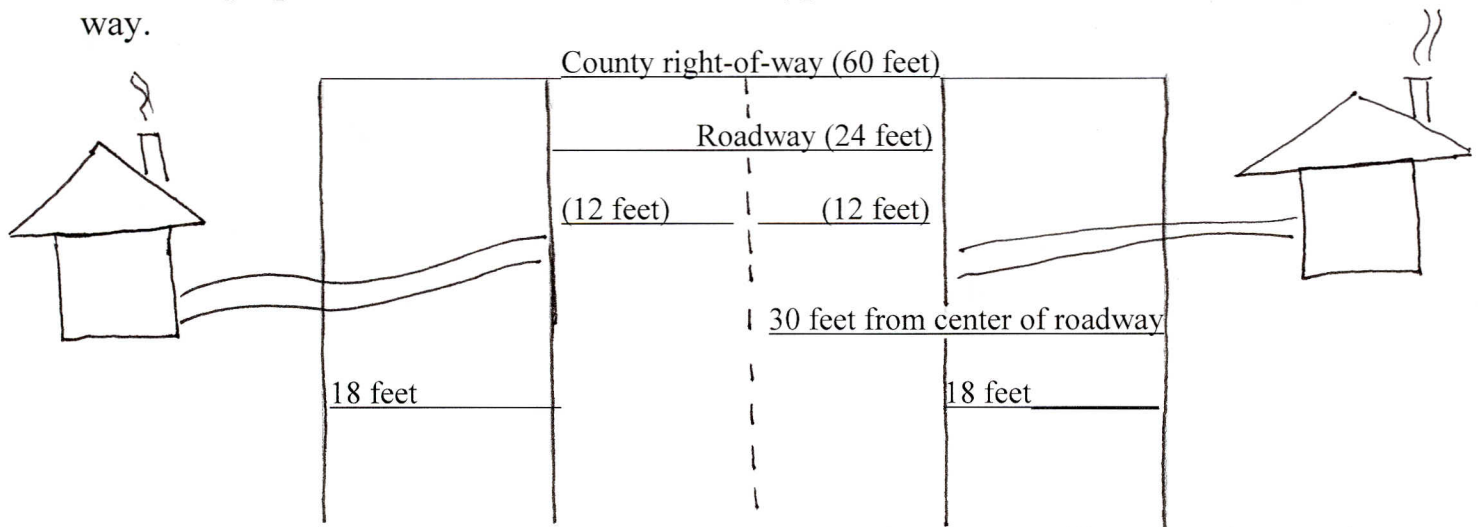 way.
County right-of-way (60 feet)
Roadway (24 feet)
(12 feet) (12 feet)
30 feet from center of roadway
18 feet 18 feet